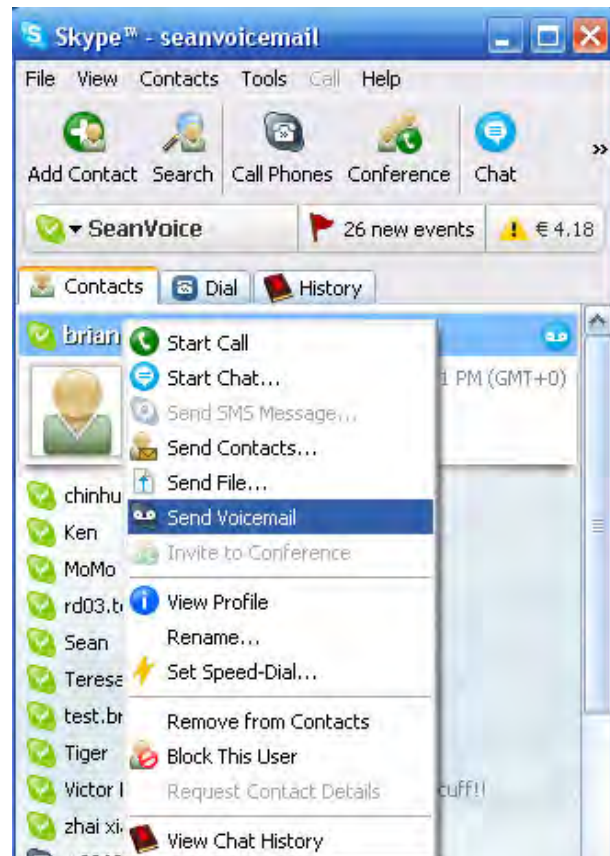 Skype™ - seanvoicemail
File View Contacts Tools Call Help
Add Contact Search Call Phones Conference Chat »
SeanVoice 26 new events € 4.18
Contacts Dial History
brian
Start Call
Start Chat... 1 PM (GMT+0)
Send SMS Message...
Send Contacts...
chinhu Send File...
Send Voicemail
Ken
Invite to Conference
MoMo
rd03.t View Profile
Sean Rename...
Teresa Set Speed-Dial...
test.br Remove from Contacts
Tiger Block This User
Victor Request Contact Details cuff!!
zhai xi View Chat History